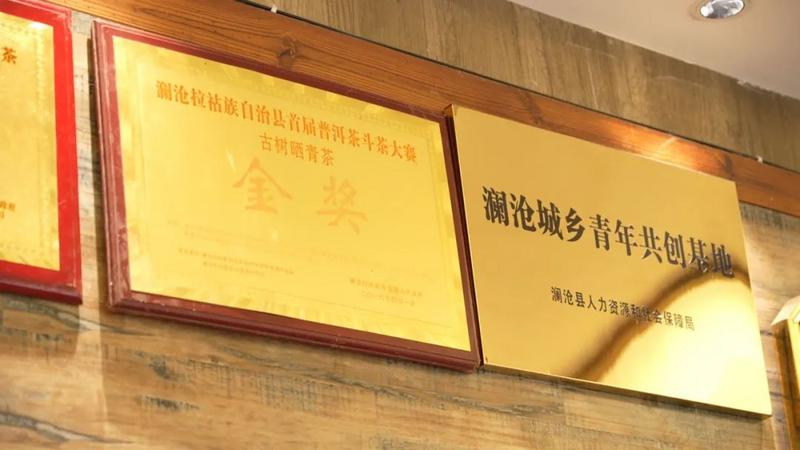 茶
澜沧拉祜族自治县首届普洱茶斗茶大赛
古树晒青茶
金奖
澜沧城乡青年共创基地
澜沧县人力资源和社会保障局